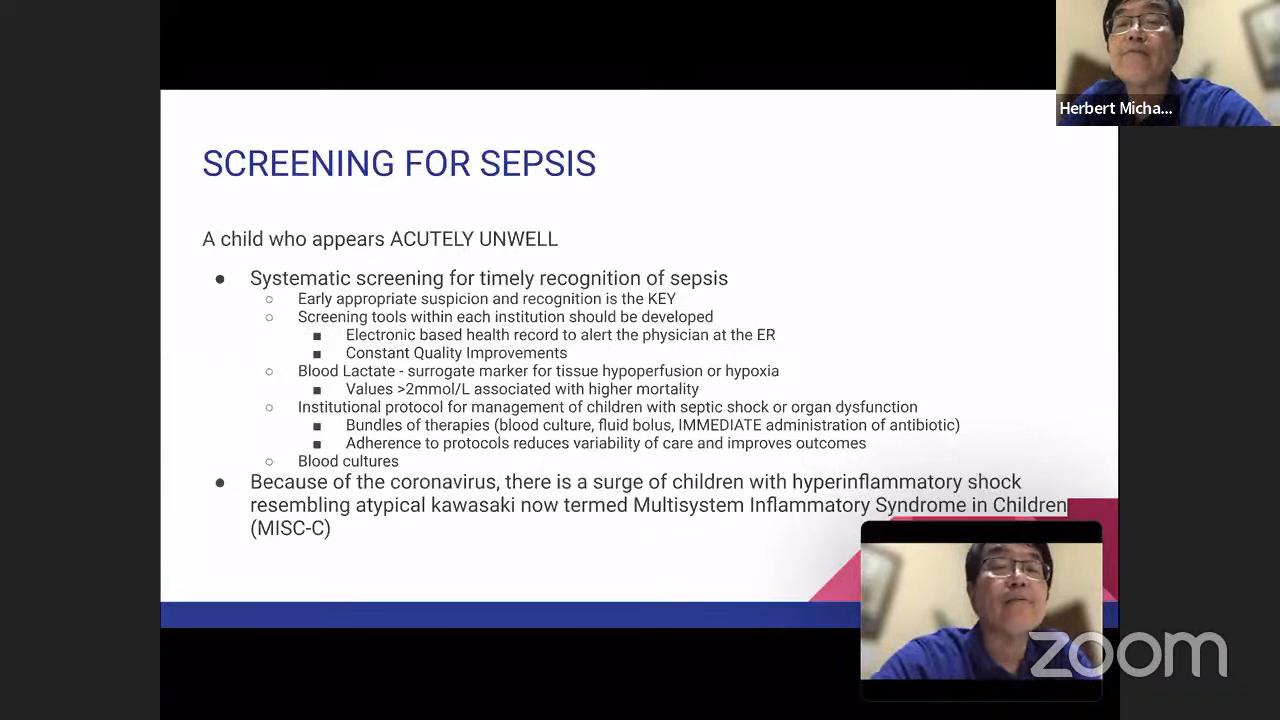 Herbert Micha...
SCREENING FOR SEPSIS
A child who appears ACUTELY UNWELL
● Systematic screening for timely recognition of sepsis
○ Early appropriate suspicion and recognition is the KEY
○ Screening tools within each institution should be developed
■ Electronic based health record to alert the physician at the ER
■ Constant Quality Improvements
○ Blood Lactate - surrogate marker for tissue hypoperfusion or hypoxia
■ Values >2mmol/L associated with higher mortality
○ Institutional protocol for management of children with septic shock or organ dysfunction
■ Bundles of therapies (blood culture, fluid bolus, IMMEDIATE administration of antibiotic)
■ Adherence to protocols reduces variability of care and improves outcomes
○ Blood cultures
● Because of the coronavirus, there is a surge of children with hyperinflammatory shock
resembling atypical kawasaki now termed Multisystem Inflammatory Syndrome in Children
(MISC-C)
zoom